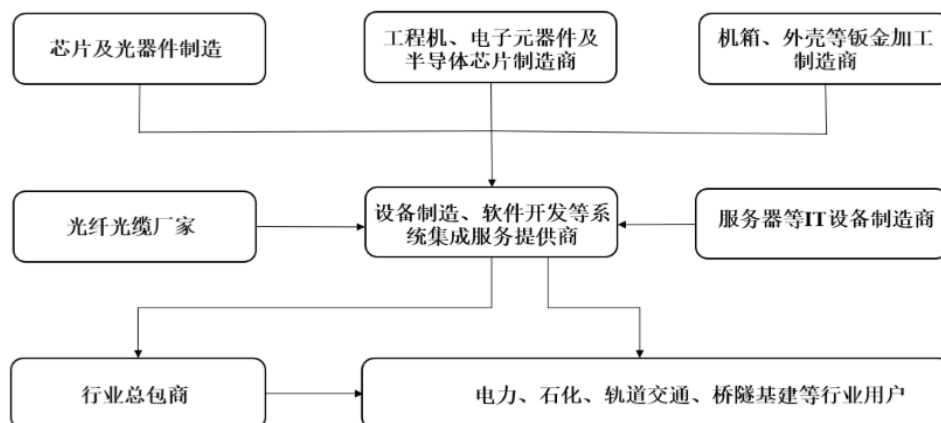 芯片及光器件制造
工程机、电子元器件及
半导体芯片制造商
机箱、外壳等钣金加工
制造商
光纤光缆厂家
设备制造、软件开发等系
统集成服务提供商
服务器等IT设备制造商
行业总包商
电力、石化、轨道交通、桥隧基建等行业用户